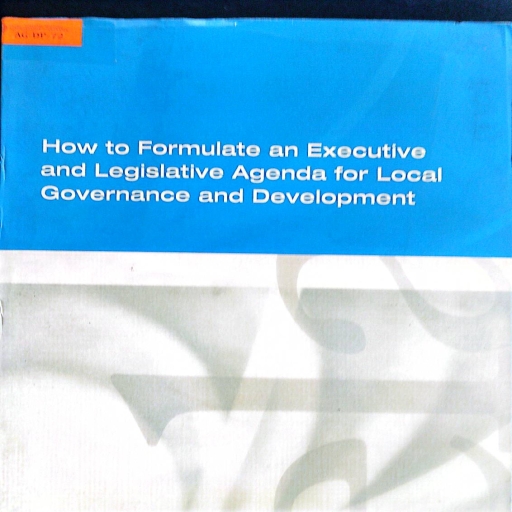 How to Formulate an Executive
and Legislative Agenda for Local
Governance and Development